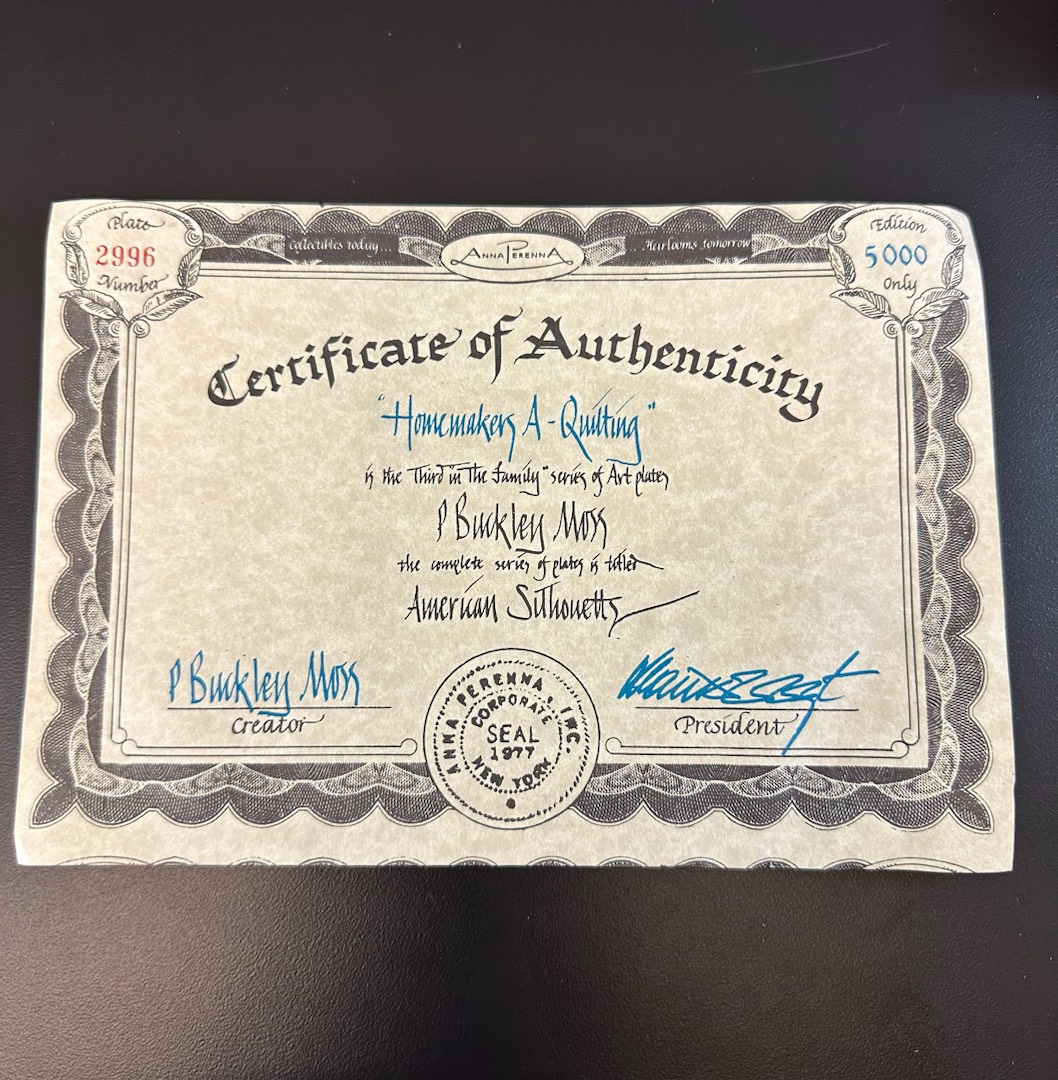 Plate
2996
Number
Collectibles today...
ANNA PERENNA
...Heirlooms tomorrow
Edition
5000
Only
Certificate of Authenticity
"Homemakers A-Quilting"
is the Third in The Family" series of Art plates
P Buckley Moss
the complete series of plates is titled
American Silhouettes
P Buckley Moss
Creator
President
ANNA PERENNA, INC.
CORPORATE
SEAL
1977
NEW YORK